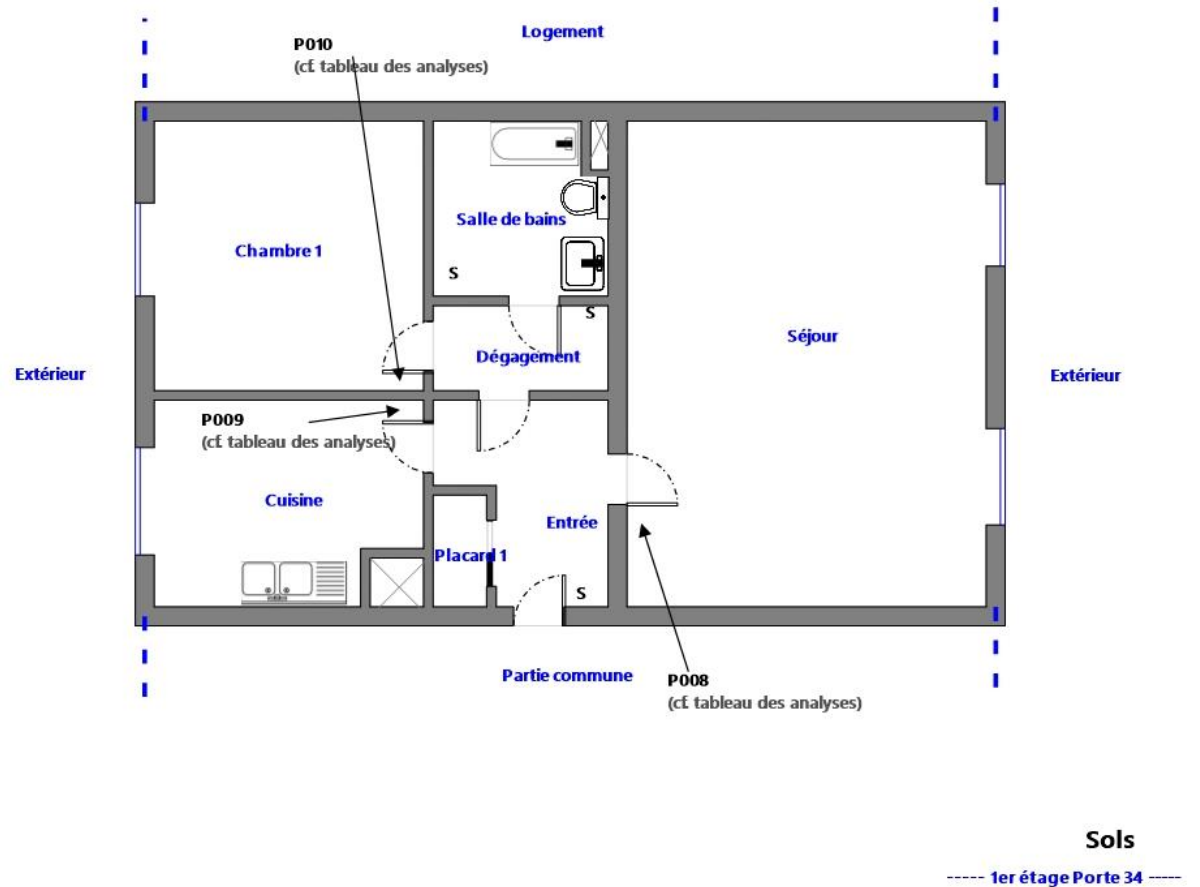 Logement
P010
(cf. tableau des analyses)
Salle de bains
Chambre 1
S
S
Séjour
Dégagement
Extérieur
Extérieur
P009
(cf. tableau des analyses)
Cuisine
Entrée
Placard 1
S
Partie commune
P008
(cf. tableau des analyses)
Sols
----- 1er étage Porte 34 -----